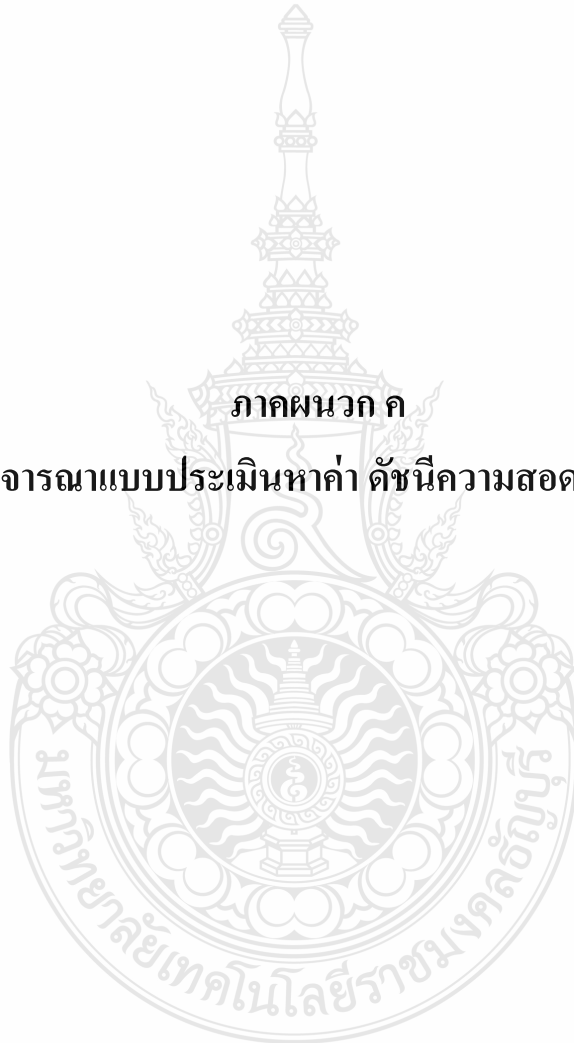 ภาคผนวก ค
จารณาแบบประเมินหาค่า ดัชนีความสอด
มหาวิทยาลัยเทคโนโลยีราชมงคลธัญบุรี